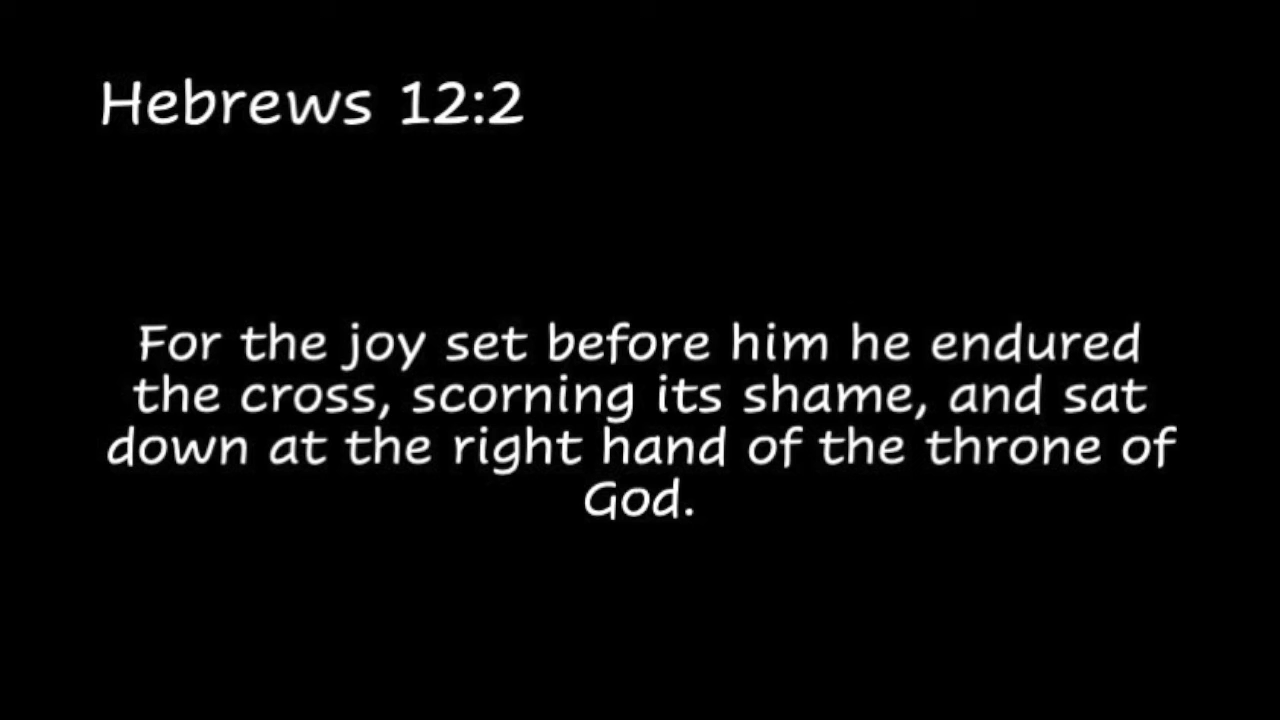 Hebrews 12:2
For the joy set before him he endured
the cross, scorning its shame, and sat
down at the right hand of the throne of
God.